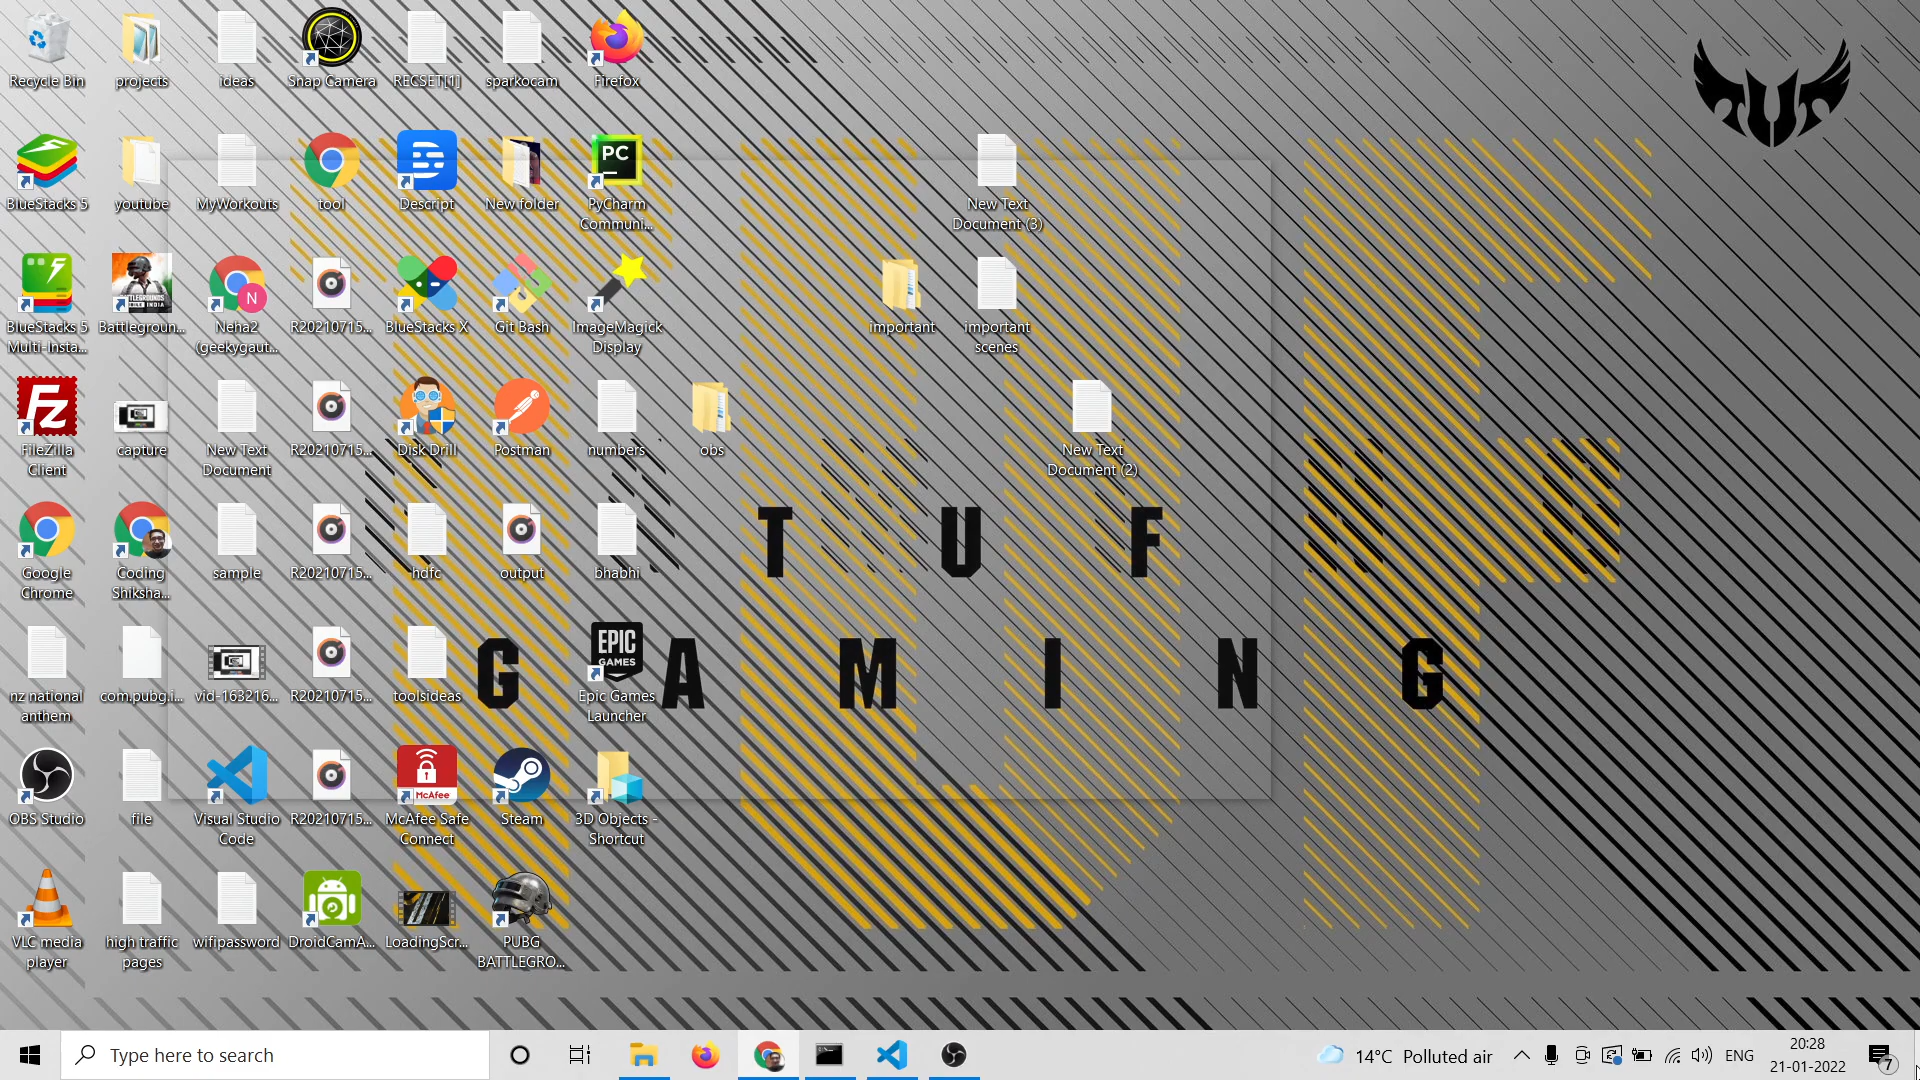 Recycle Bin
projects
ideas
Snap Camera
RECSET[1]
sparkocam
Firefox
BlueStacks 5
youtube
MyWorkouts
tool
Descript
New folder
PC
PyCharm
Communi...
New Text
Document (3)
BlueStacks 5
Multi-Insta...
Battlegroun...
N
Neha2
(geekygaut...
R20210715...
BlueStacks X
Git Bash
ImageMagick
Display
important
important
scenes
FileZilla
Client
capture
New Text
Document
R20210715...
Disk Drill
Postman
numbers
obs
New Text
Document (2)
Google
Chrome
Coding
Shiksha...
sample
R20210715...
hdfc
output
bhabhi
TUF
GAMING
nz national
anthem
com.pubg.i...
vid-163216...
R20210715...
toolsideas
EPIC
GAMES
Epic Games
Launcher
OBS Studio
file
Visual Studio
Code
R20210715...
McAfee
McAfee Safe
Connect
Steam
3D Objects -
Shortcut
VLC media
player
high traffic
pages
wifipassword
DroidCamA...
LoadingScr...
PUBG
BATTLEGRO...
Type here to search
14°C Polluted air
ENG
20:28
21-01-2022
7